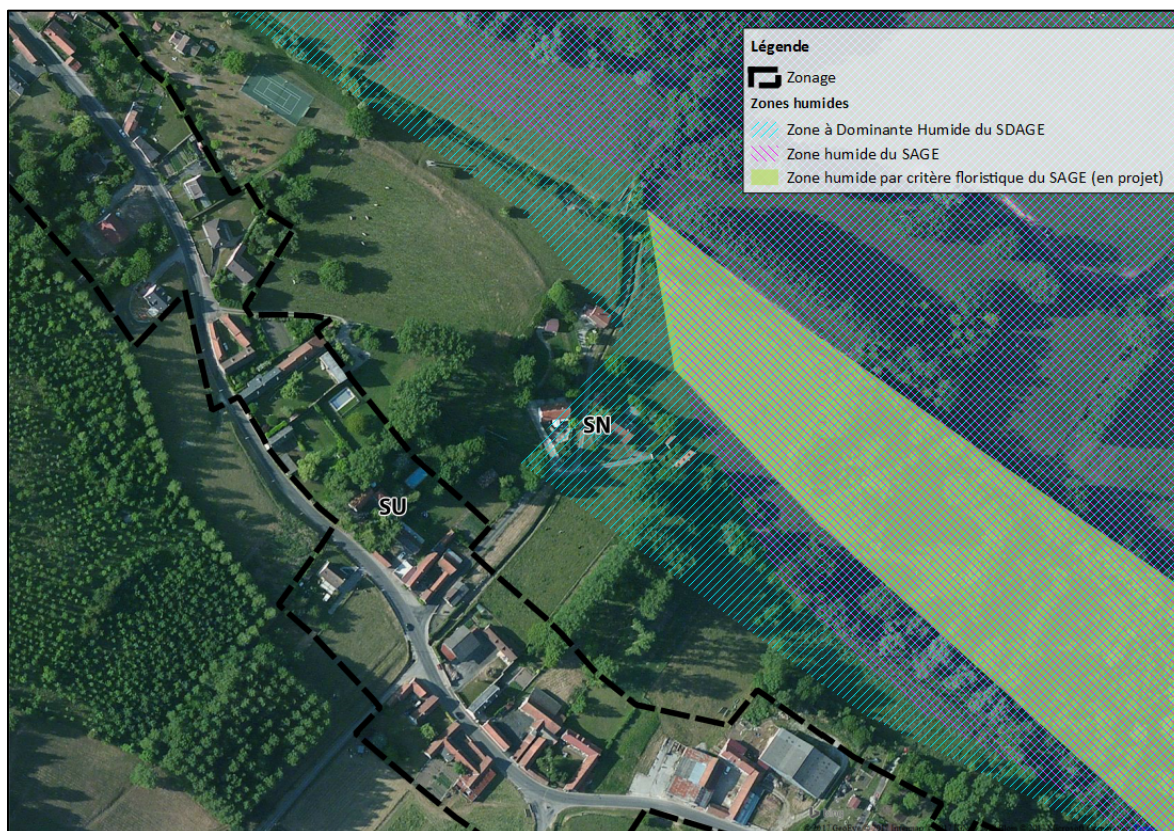 Légende
Zonage
Zones humides
Zone à Dominante Humide du SDAGE
Zone humide du SAGE
Zone humide par critère floristique du SAGE (en projet)
SN
SU